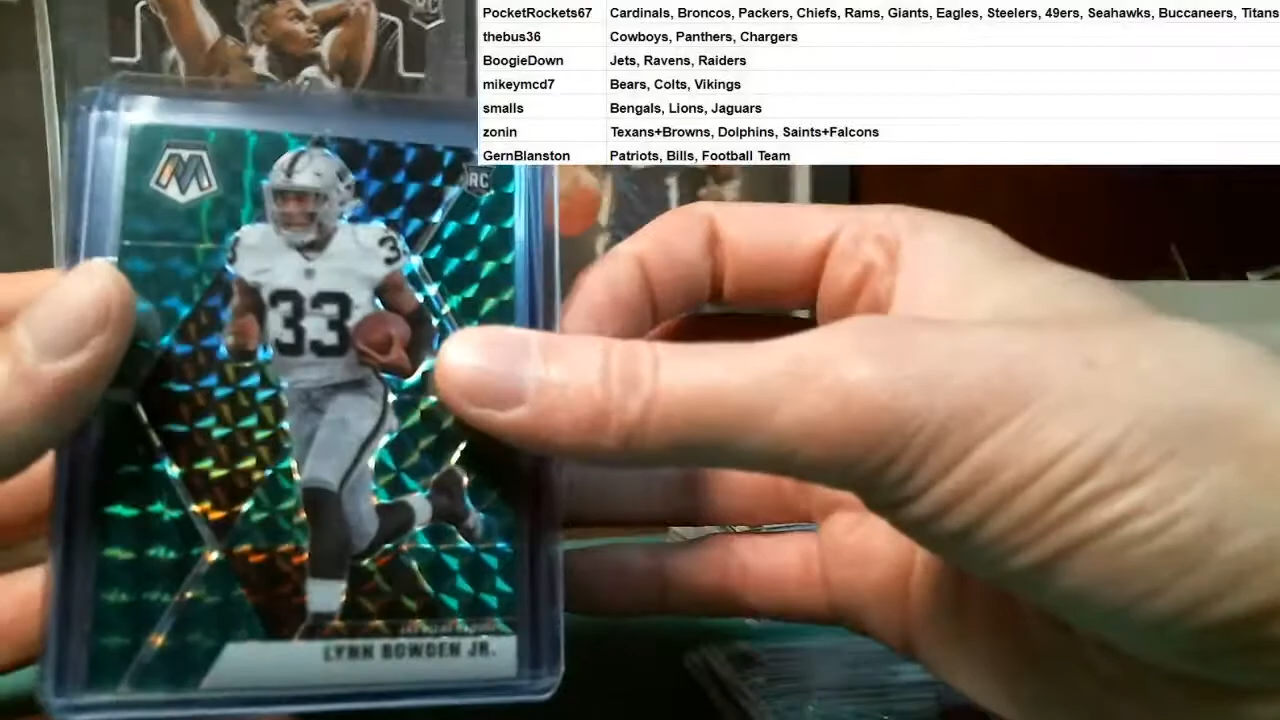 PocketRockets67 Cardinals, Broncos, Packers, Chiefs, Rams, Giants, Eagles, Steelers, 49ers, Seahawks, Buccaneers, Titans
thebus36 Cowboys, Panthers, Chargers
BoogieDown Jets, Ravens, Raiders
mikeymcd7 Bears, Colts, Vikings
smalls Bengals, Lions, Jaguars
zonin Texans+Browns, Dolphins, Saints+Falcons
GernBlanston Patriots, Bills, Football Team
M
RC
33
33
LYNN BOWDEN JR.